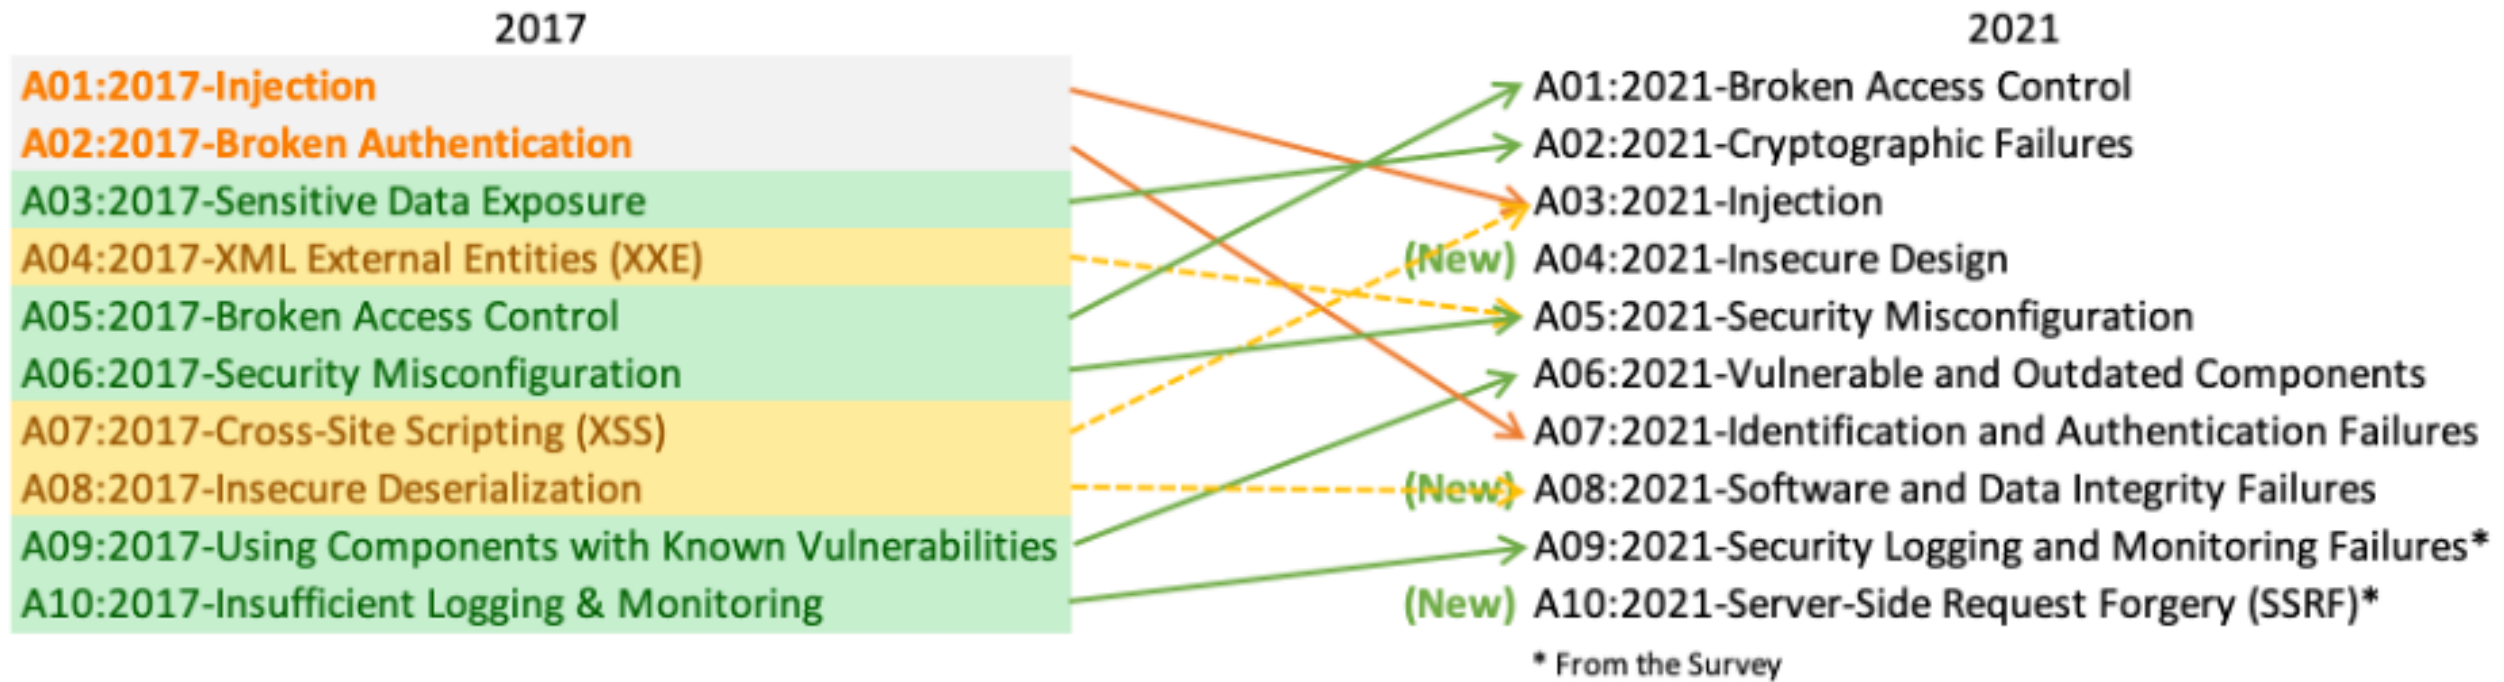 2017
A01:2017-Injection
A02:2017-Broken Authentication
A03:2017-Sensitive Data Exposure
A04:2017-XML External Entities (XXE)
A05:2017-Broken Access Control
A06:2017-Security Misconfiguration
A07:2017-Cross-Site Scripting (XSS)
A08:2017-Insecure Deserialization
A09:2017-Using Components with Known Vulnerabilities
A10:2017-Insufficient Logging & Monitoring
2021
A01:2021-Broken Access Control
A02:2021-Cryptographic Failures
A03:2021-Injection
(New) A04:2021-Insecure Design
A05:2021-Security Misconfiguration
A06:2021-Vulnerable and Outdated Components
A07:2021-Identification and Authentication Failures
(New) A08:2021-Software and Data Integrity Failures
A09:2021-Security Logging and Monitoring Failures*
(New) A10:2021-Server-Side Request Forgery (SSRF)*
* From the Survey